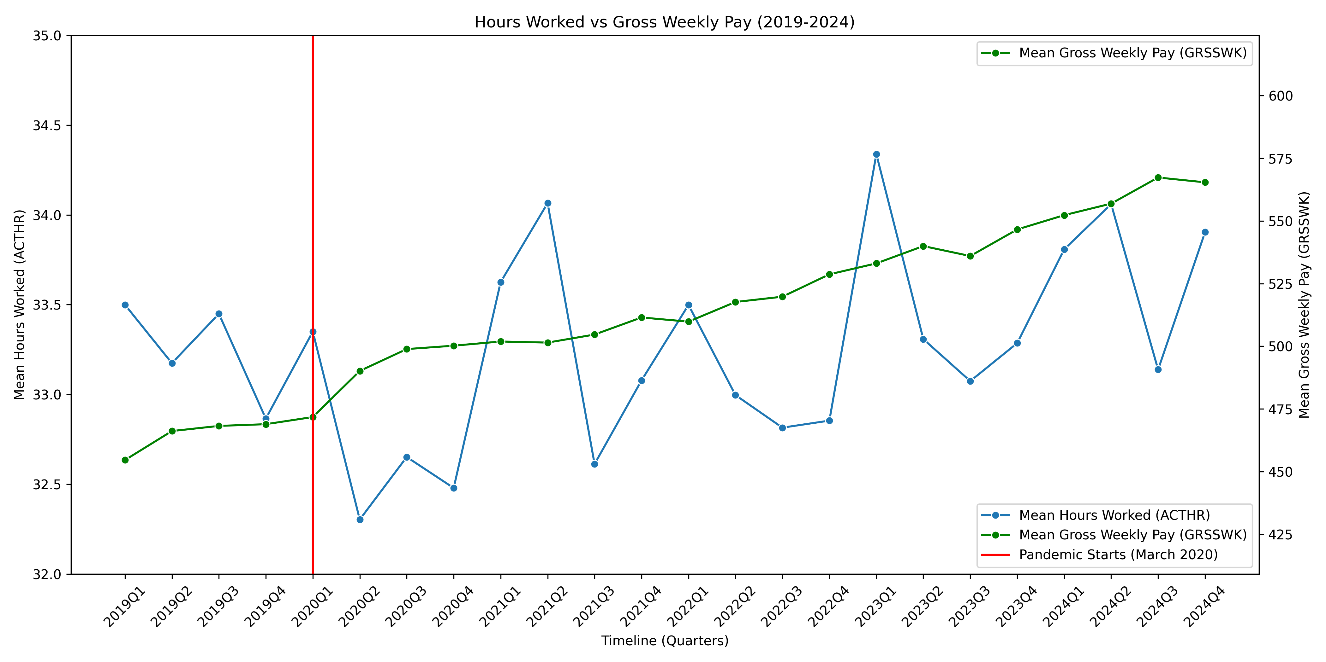 Hours Worked vs Gross Weekly Pay (2019-2024)
Mean Gross Weekly Pay (GRSSWK)
35.0
34.5
34.0
33.5
33.0
32.5
32.0
Mean Hours Worked (ACTHR)
600
575
550
525
500
475
450
425
Mean Gross Weekly Pay (GRSSWK)
Mean Hours Worked (ACTHR)
Mean Gross Weekly Pay (GRSSWK)
Pandemic Starts (March 2020)
2019Q1
2019Q2
2019Q3
2019Q4
2020Q1
2020Q2
2020Q3
2020Q4
2021Q1
2021Q2
2021Q3
2021Q4
2022Q1
2022Q2
2022Q3
2022Q4
2023Q1
2023Q2
2023Q3
2023Q4
2024Q1
2024Q2
2024Q3
2024Q4
Timeline (Quarters)